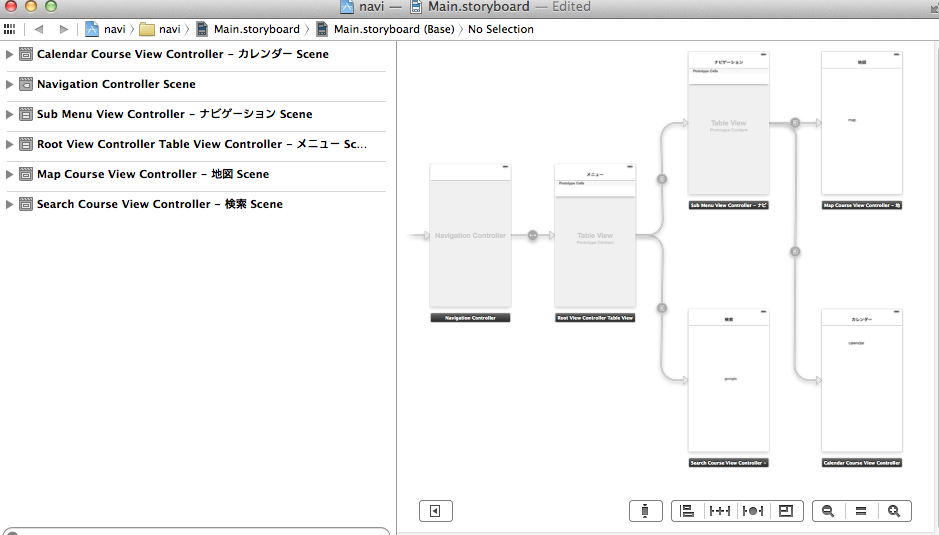 navi — Main.storyboard — Edited
navi navi Main.storyboard Main.storyboard (Base) No Selection
Calendar Course View Controller – カレンダー Scene
Navigation Controller Scene
Sub Menu View Controller – ナビゲーション Scene
Root View Controller Table View Controller – メニュー Sc...
Map Course View Controller – 地図 Scene
Search Course View Controller – 検索 Scene
Navigation Controller
Navigation Controller
メニュー
Prototype Cells
Table View
Prototype Content
Root View Controller Table View
ナビゲーション
Prototype Cells
Table View
Prototype Content
Sub Menu View Controller – ナビ
地図
map
Map Course View Controller – 地
検索
google
Search Course View Controller –
カレンダー
calendar
Calendar Course View Controller